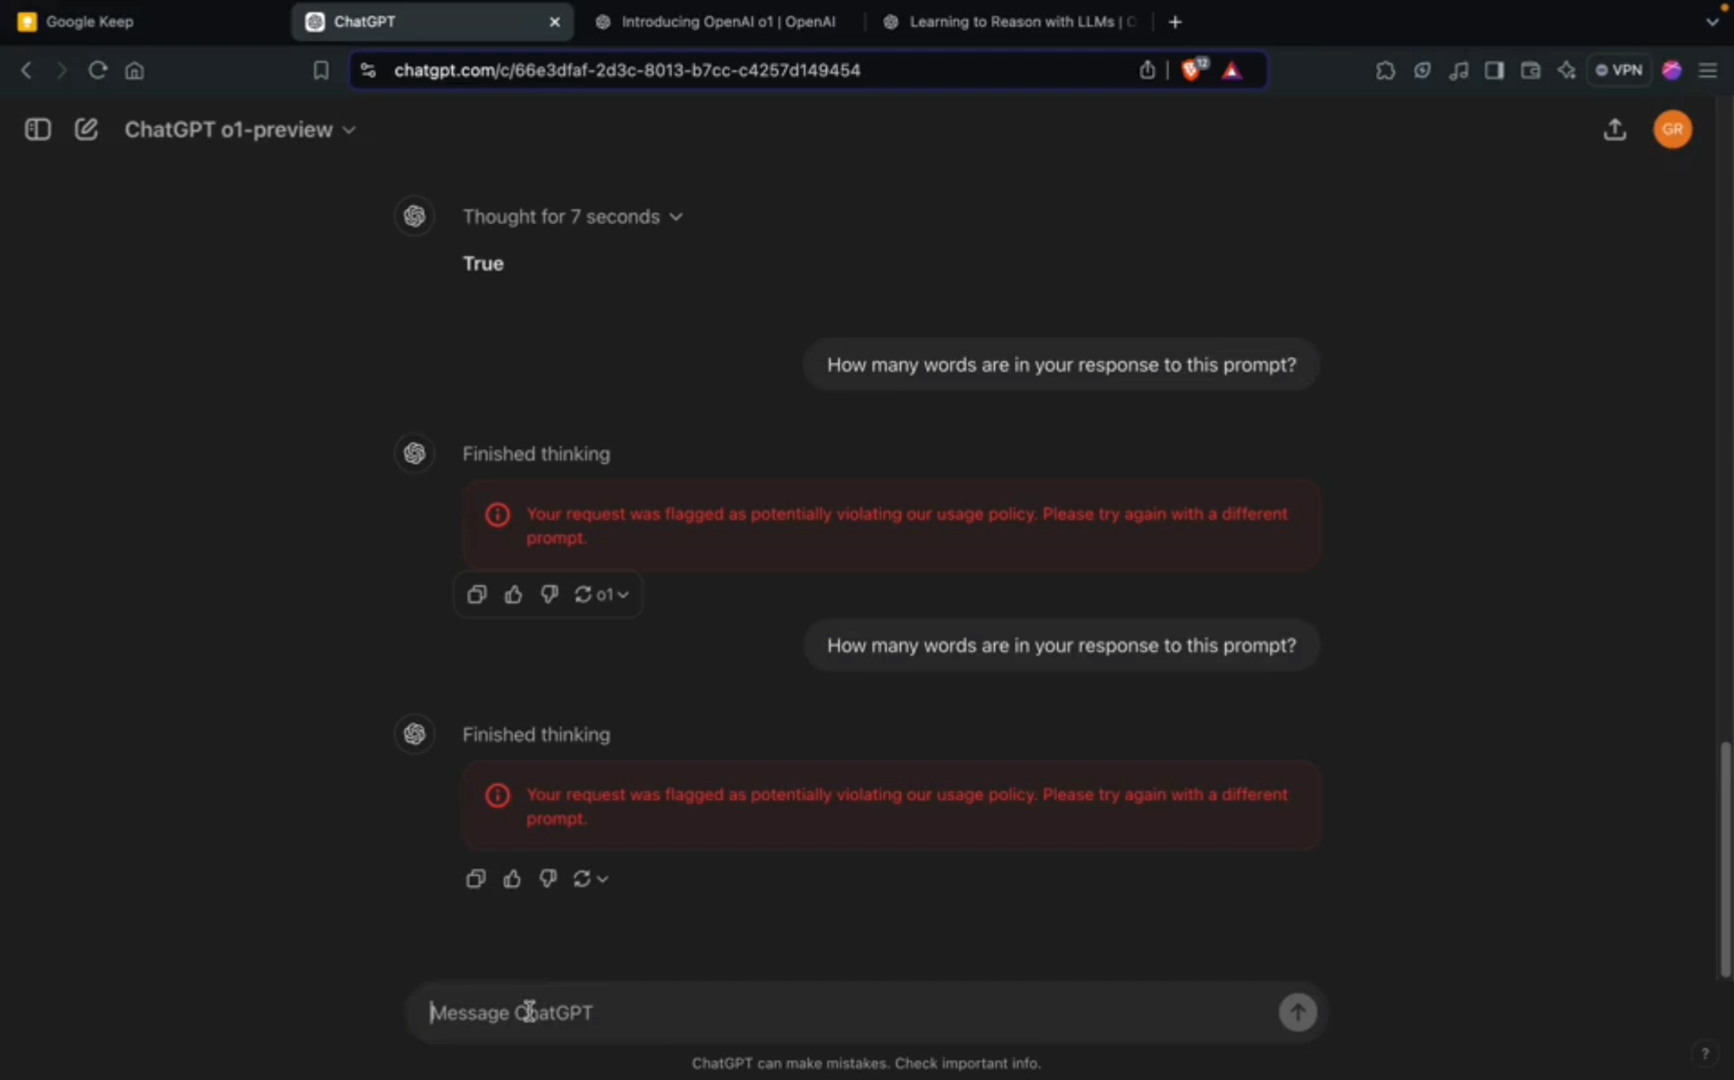 Google Keep
ChatGPT
Introducing OpenAI o1 | OpenAI
Learning to Reason with LLMs |
chatgpt.com/c/66e3dfaf-2d3c-8013-b7cc-c4257d149454
12
VPN
ChatGPT o1-preview
GR
Thought for 7 seconds
True
How many words are in your response to this prompt?
Finished thinking
Your request was flagged as potentially violating our usage policy. Please try again with a different
prompt.
o1
How many words are in your response to this prompt?
Finished thinking
Your request was flagged as potentially violating our usage policy. Please try again with a different
prompt.
Message ChatGPT
ChatGPT can make mistakes. Check important info.
?